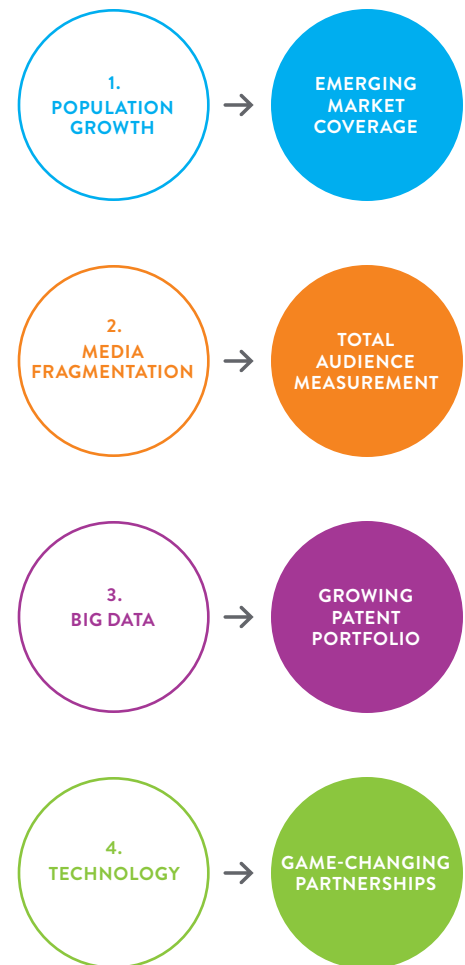 1.
POPULATION
GROWTH
EMERGING
MARKET
COVERAGE
2.
MEDIA
FRAGMENTATION
TOTAL
AUDIENCE
MEASUREMENT
3.
BIG DATA
GROWING
PATENT
PORTFOLIO
4.
TECHNOLOGY
GAME-CHANGING
PARTNERSHIPS